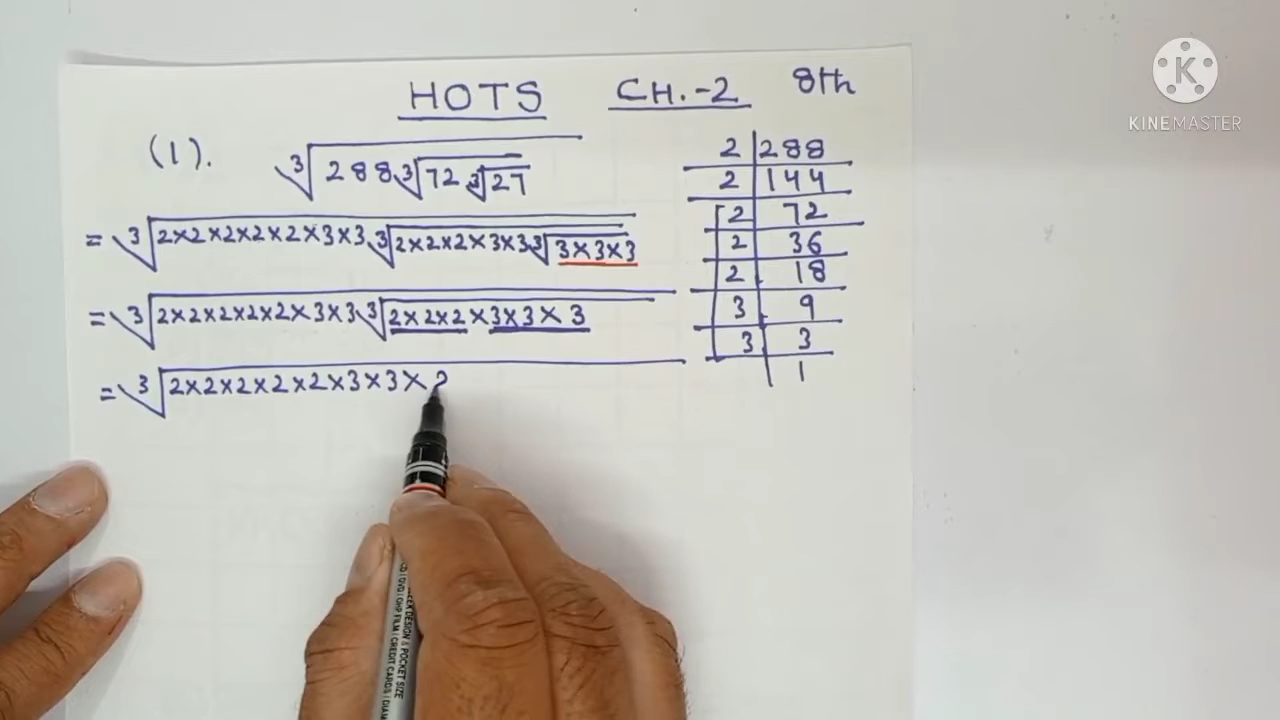 HOTS CH.-2 8th
(1). ∛288∛72∛27
= ∛2×2×2×2×2×3×3∛2×2×2×3×3∛3×3×3
= ∛2×2×2×2×2×3×3∛2×2×2×3×3×3
= ∛2×2×2×2×2×3×3×2
2 | 288
2 | 144
2 | 72
2 | 36
2 | 18
3 | 9
3 | 3
| 1
K
KINEMASTER